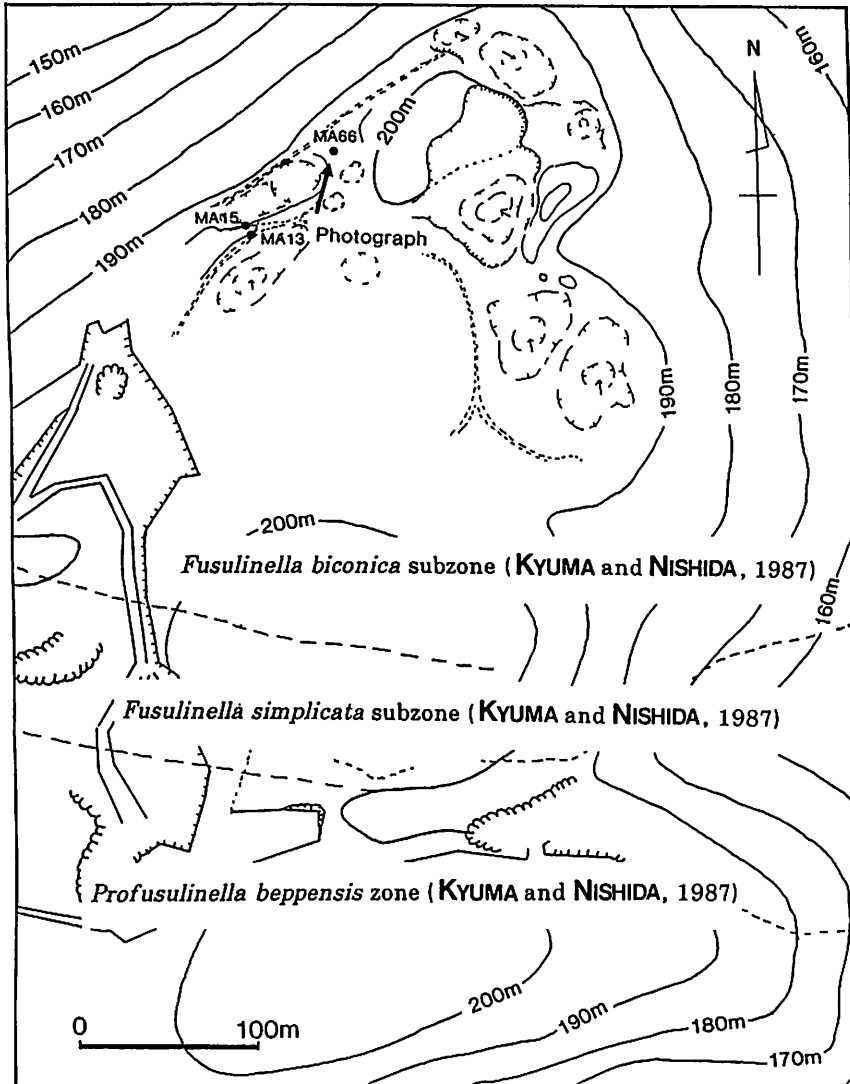 150m
160m
170m
180m
190m
160m
N
200m
MA66
MA15
MA13
Photograph
190m
180m
170m
200m
Fusulinella biconica subzone (KYUMA and NISHIDA, 1987)
160m
Fusulinella simplicata subzone (KYUMA and NISHIDA, 1987)
Profusulinella beppensis zone (KYUMA and NISHIDA, 1987)
200m
190m
180m
170m
0 100m